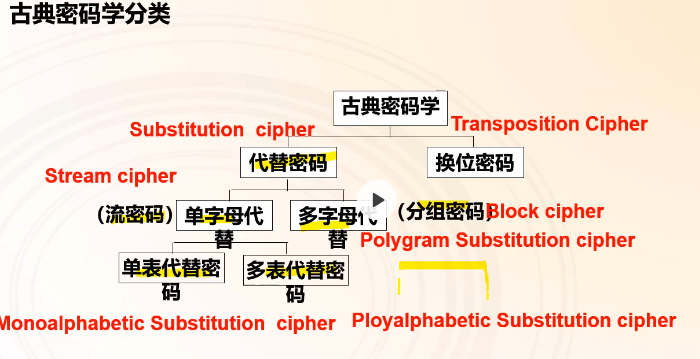 古典密码学分类
古典密码学
Substitution cipher
Transposition Cipher
代替密码
换位密码
Stream cipher
（流密码）
单字母代
替
多字母代
替
（分组密码）
Block cipher
Polygram Substitution cipher
单表代替密
码
多表代替密
码
Monoalphabetic Substitution cipher
Ployalphabetic Substitution cipher